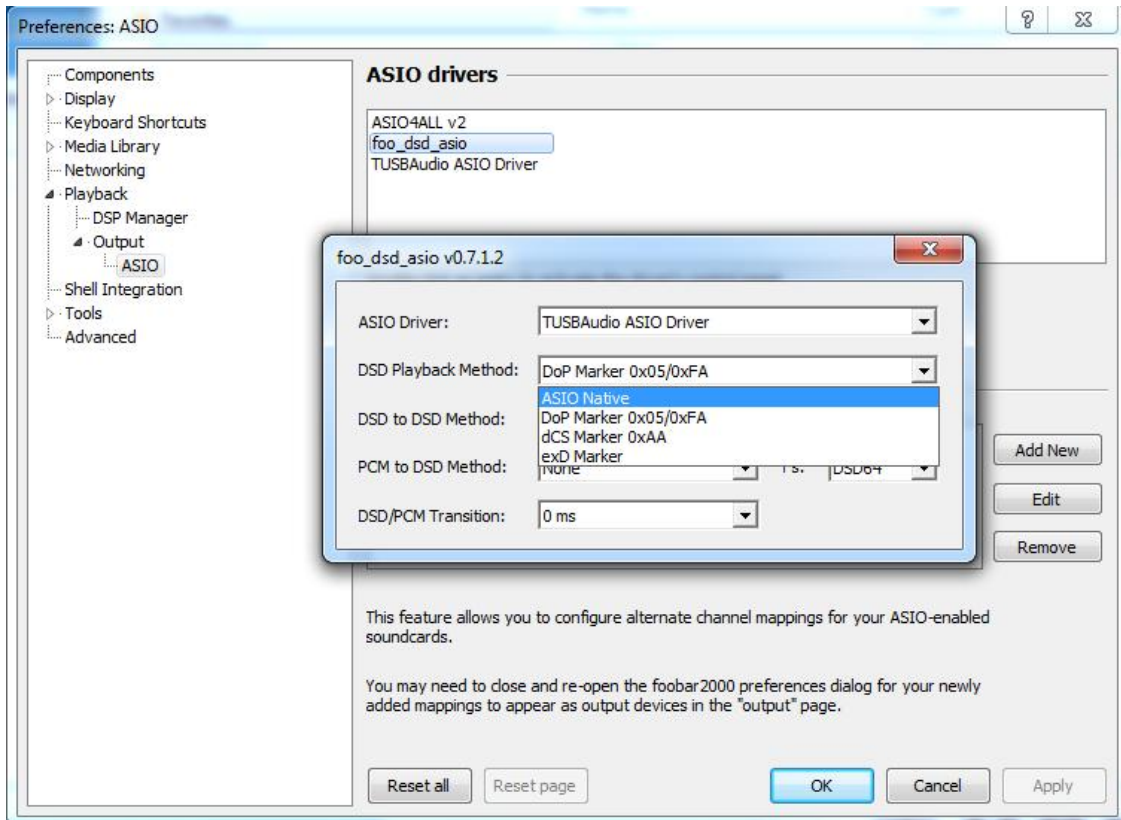 Preferences: ASIO
Components
Display
Keyboard Shortcuts
Media Library
Networking
Playback
DSP Manager
Output
ASIO
Shell Integration
Tools
Advanced
ASIO drivers
ASIO4ALL v2
foo_dsd_asio
TUSBAudio ASIO Driver
foo_dsd_asio v0.7.1.2
ASIO Driver:
TUSBAudio ASIO Driver
DSD Playback Method:
DoP Marker 0x05/0xFA
ASIO Native
DoP Marker 0x05/0xFA
dCS Marker 0xAA
exD Marker
DSD to DSD Method:
PCM to DSD Method:
None
DSD64
DSD/PCM Transition:
0 ms
Add New
Edit
Remove
This feature allows you to configure alternate channel mappings for your ASIO-enabled
soundcards.
You may need to close and re-open the foobar2000 preferences dialog for your newly
added mappings to appear as output devices in the "output" page.
Reset all
Reset page
OK
Cancel
Apply